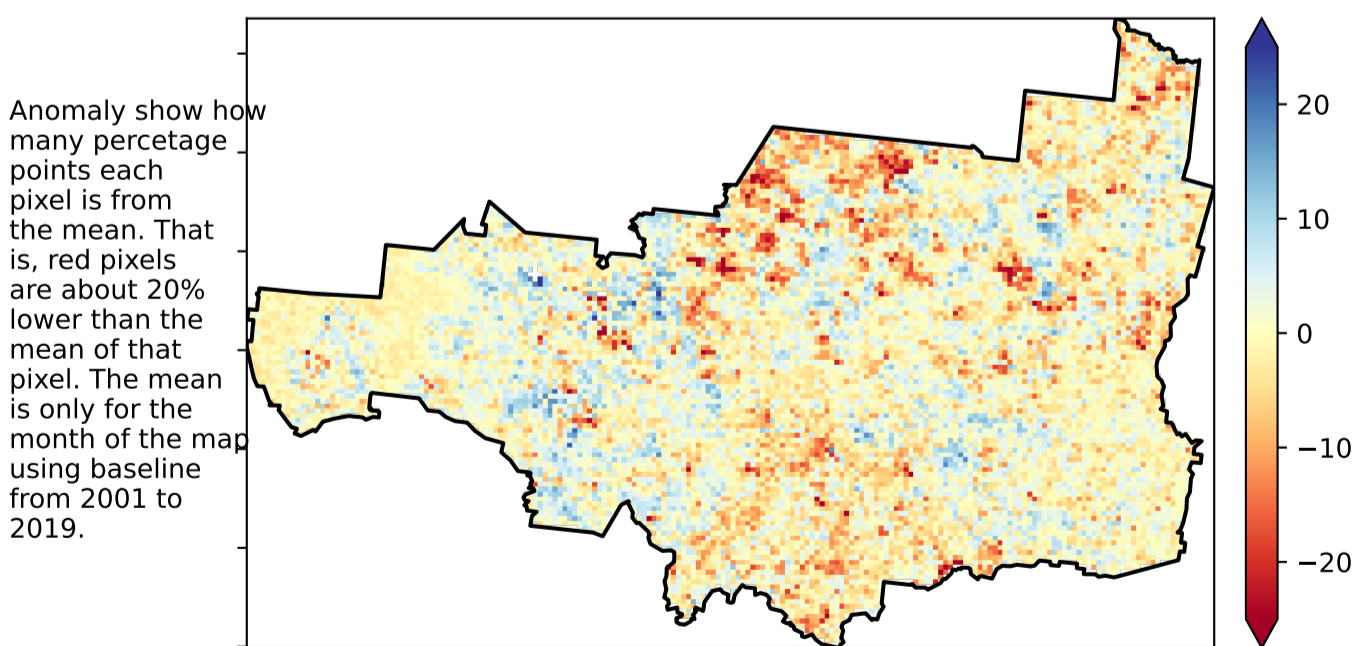 Anomaly show how
many percetage
points each
pixel is from
the mean. That
is, red pixels
are about 20%
lower than the
mean of that
pixel. The mean
is only for the
month of the map
using baseline
from 2001 to
2019.
20
10
0
−10
−20